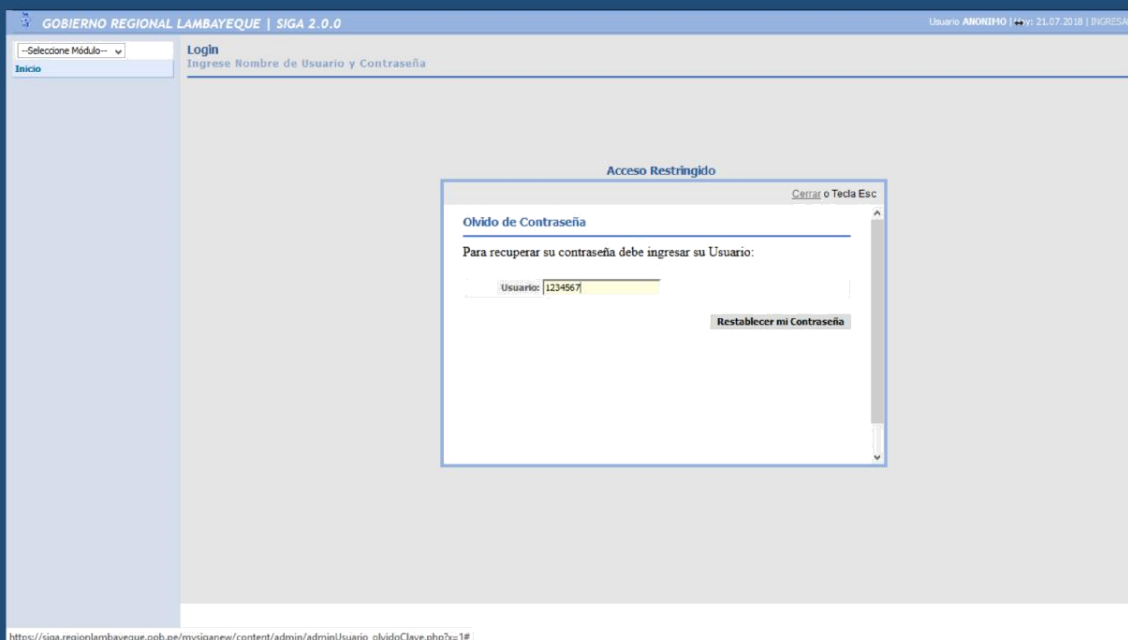 GOBIERNO REGIONAL LAMBAYEQUE | SIGA 2.0.0
Usuario ANONIMO | y: 21.07.2018 | INGRESA
--Seleccione Módulo--
Inicio
Login
Ingrese Nombre de Usuario y Contraseña
Acceso Restringido
Cerrar o Tecla Esc
Olvido de Contraseña
Para recuperar su contraseña debe ingresar su Usuario:
Usuario: 1234567
Restablecer mi Contraseña
https://siga.regionlambayeque.gob.pe/mysiganew/content/admin/adminUsuario_olvidoClave.php?x=1#